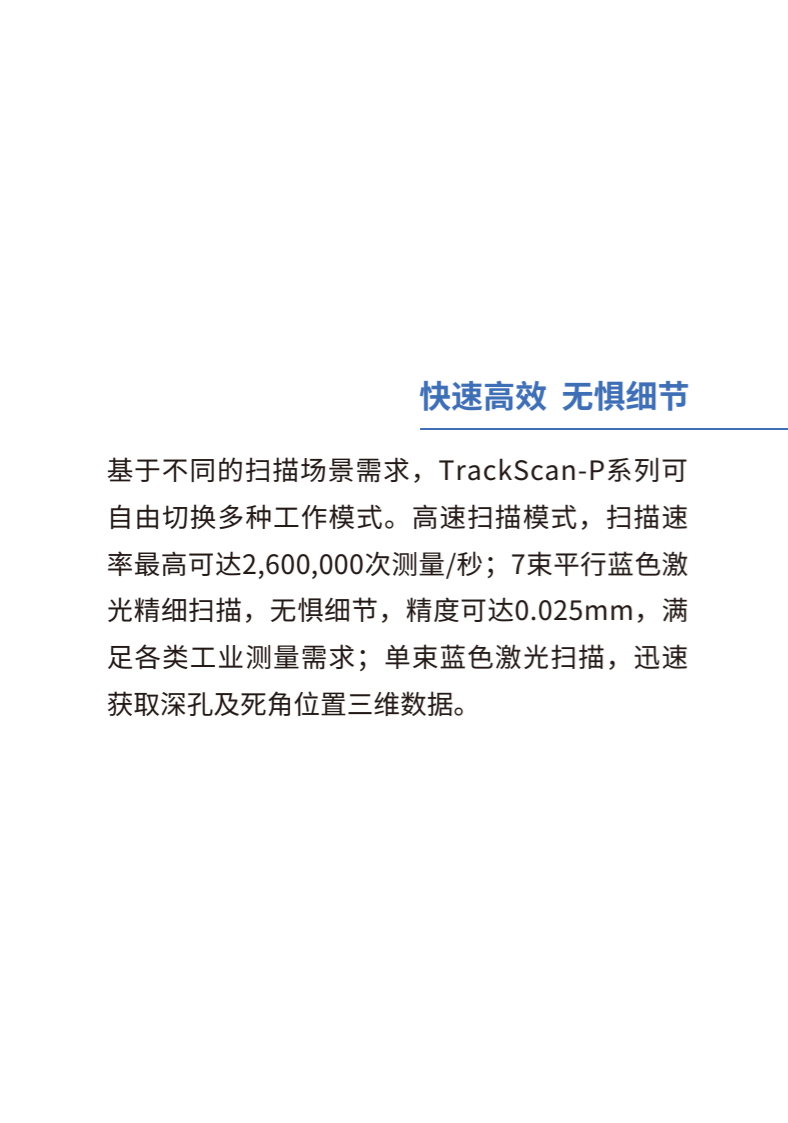 快速高效 无惧细节
基于不同的扫描场景需求，TrackScan-P系列可
自由切换多种工作模式。高速扫描模式，扫描速
率最高可达2,600,000次测量/秒；7束平行蓝色激
光精细扫描，无惧细节，精度可达0.025mm，满
足各类工业测量需求；单束蓝色激光扫描，迅速
获取深孔及死角位置三维数据。